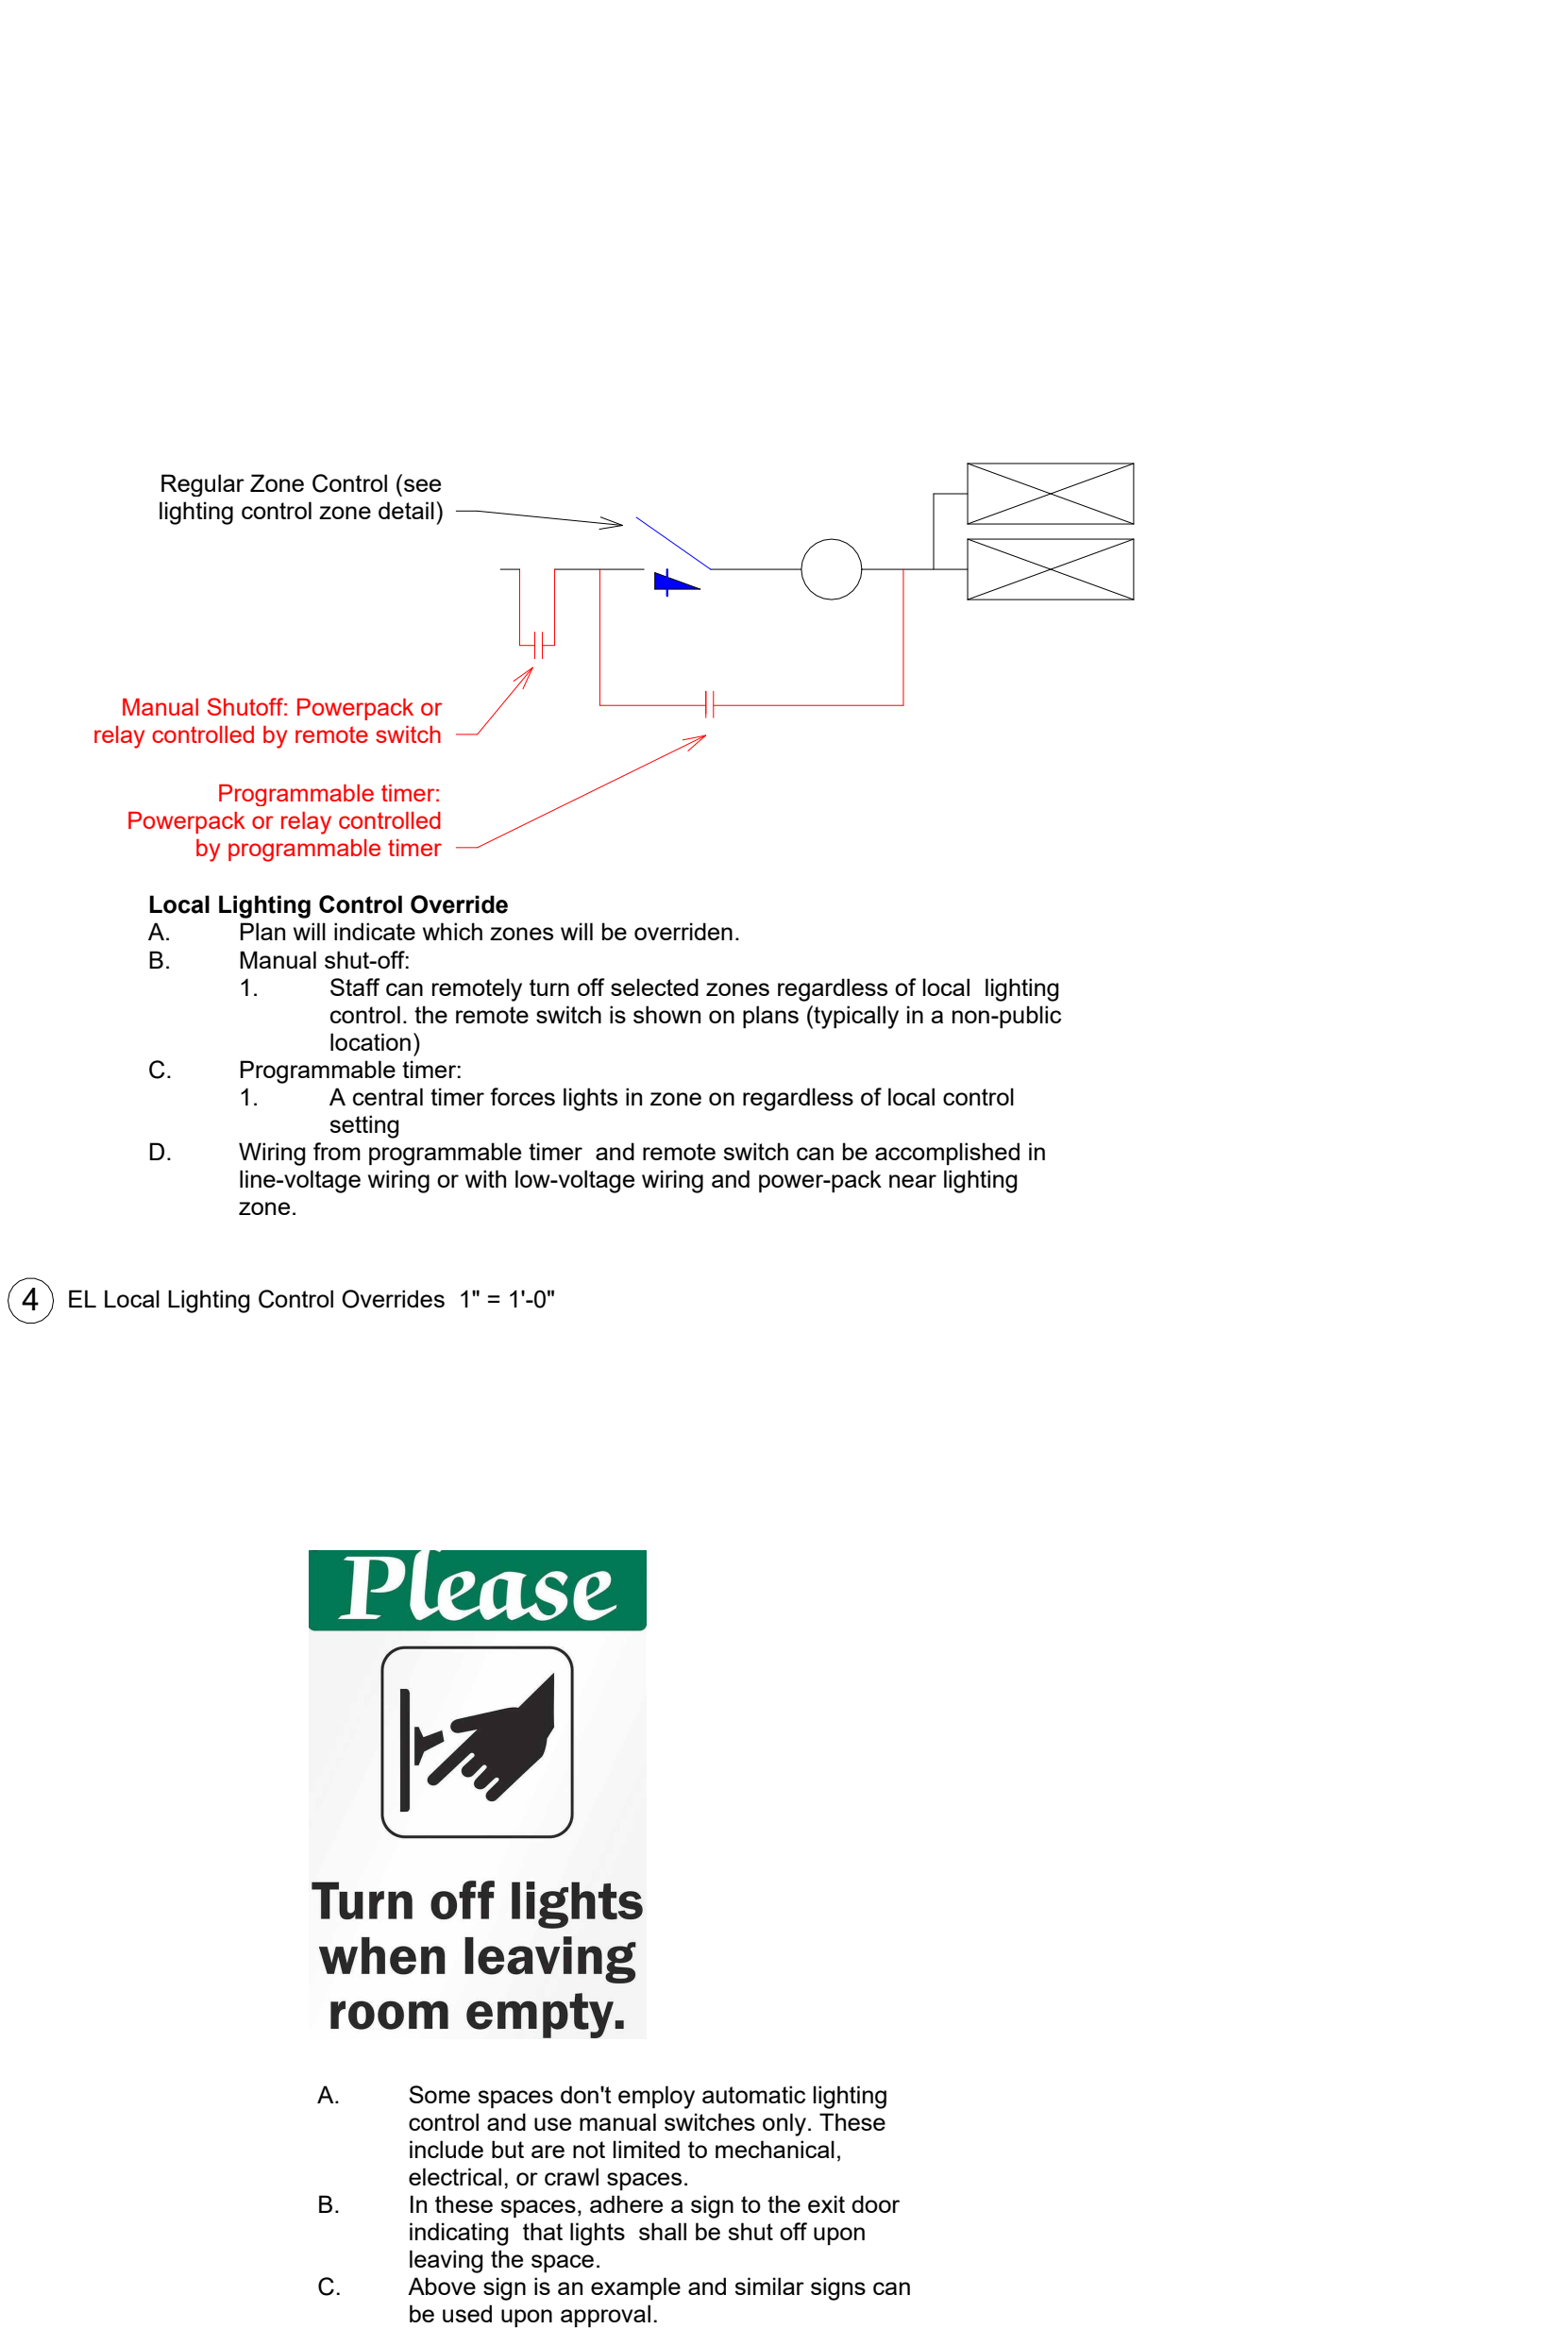 Regular Zone Control (see
lighting control zone detail)
Manual Shutoff: Powerpack or
relay controlled by remote switch
Programmable timer:
Powerpack or relay controlled
by programmable timer
Local Lighting Control Override
A. Plan will indicate which zones will be overriden.
B. Manual shut-off:
1. Staff can remotely turn off selected zones regardless of local lighting
control. the remote switch is shown on plans (typically in a non-public
location)
C. Programmable timer:
1. A central timer forces lights in zone on regardless of local control
setting
D. Wiring from programmable timer and remote switch can be accomplished in
line-voltage wiring or with low-voltage wiring and power-pack near lighting
zone.
4 EL Local Lighting Control Overrides 1" = 1'-0"
Please
Turn off lights
when leaving
room empty.
A. Some spaces don't employ automatic lighting
control and use manual switches only. These
include but are not limited to mechanical,
electrical, or crawl spaces.
B. In these spaces, adhere a sign to the exit door
indicating that lights shall be shut off upon
leaving the space.
C. Above sign is an example and similar signs can
be used upon approval.